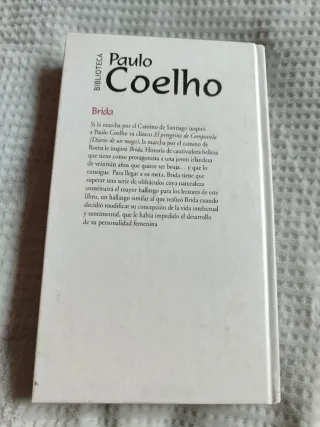 BIBLIOTECA
Paulo
Coelho
Brida
Si la marcha por el Camino de Santiago inspiró
a Paulo Coelho su clásico El peregrino de Compostela
(Diario de un mago), la marcha por el camino de
Roma le inspiró Brida. Historia de cautivadora belleza
que tiene como protagonista a una joven irlandesa
de veintiún años que quiere ser bruja... y que lo
consigue. Para llegar a su meta, Brida tiene que
superar una serie de obstáculos cuya naturaleza
constituirá el mayor hallazgo para los lectores de este
libro, un hallazgo similar al que realizó Brida cuando
decidió modificar su concepción de la vida intelectual
y sentimental, que le había impedido el desarrollo
de su personalidad femenina